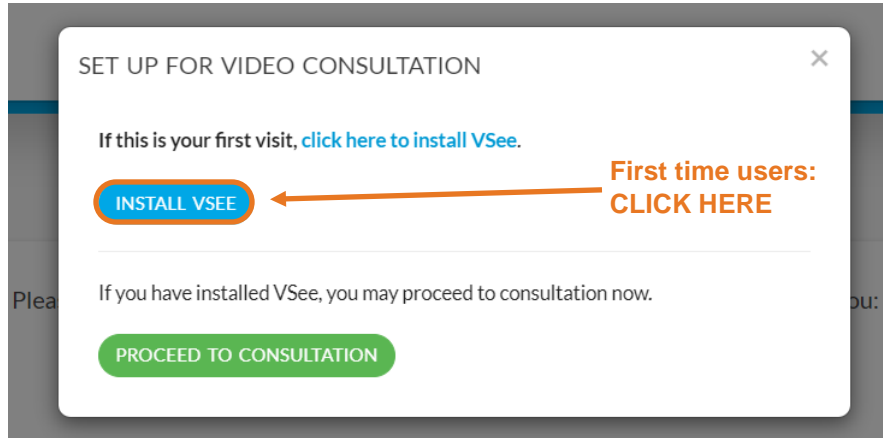 SET UP FOR VIDEO CONSULTATION ×
If this is your first visit, click here to install VSee.
INSTALL VSEE
First time users:
CLICK HERE
If you have installed VSee, you may proceed to consultation now.
PROCEED TO CONSULTATION